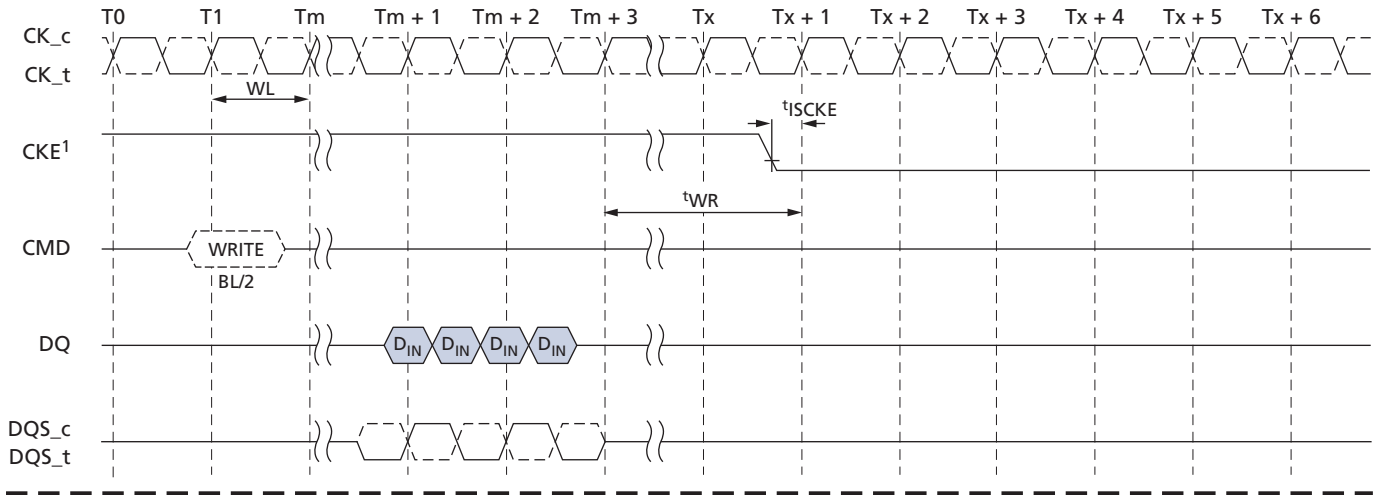 T0 T1 Tm Tm + 1 Tm + 2 Tm + 3 Tx Tx + 1 Tx + 2 Tx + 3 Tx + 4 Tx + 5 Tx + 6
CK_c
CK_t
WL
tISCKE
CKE1
tWR
CMD WRITE
BL/2
DQ DIN DIN DIN DIN
DQS_c
DQS_t